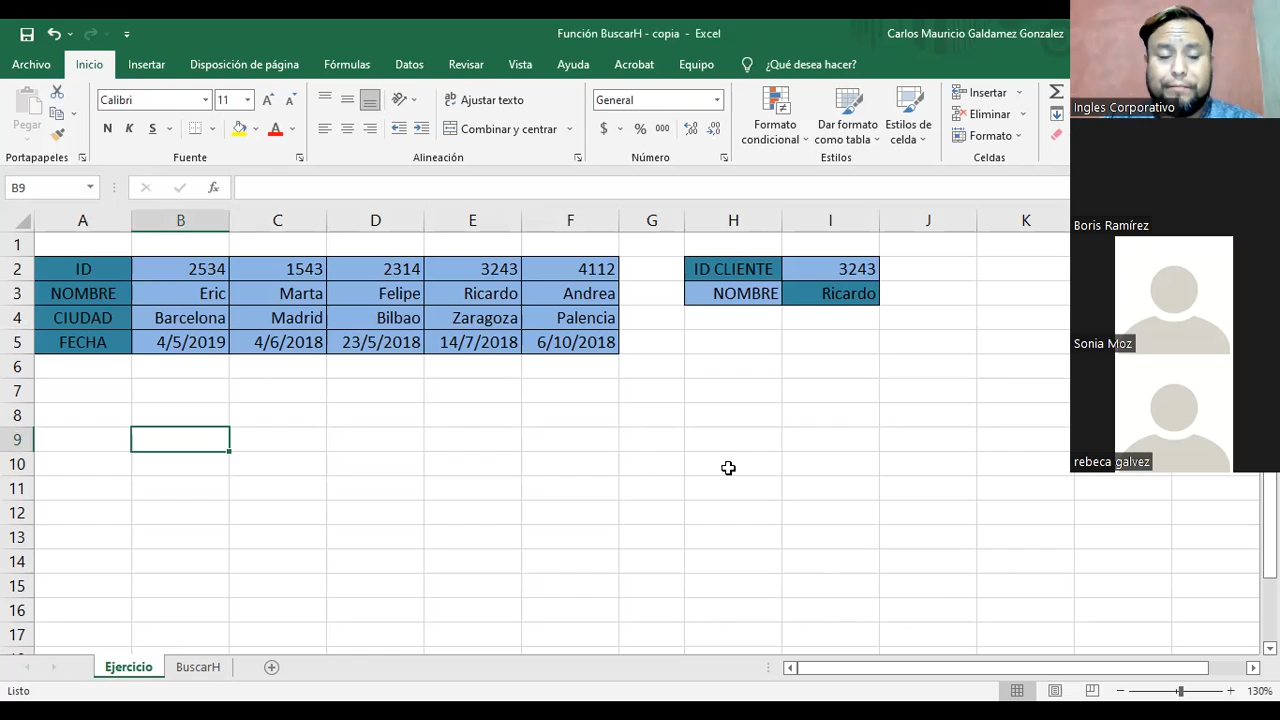 Función BuscarH - copia - Excel
Carlos Mauricio Galdamez Gonzalez
Archivo Inicio Insertar Disposición de página Fórmulas Datos Revisar Vista Ayuda Acrobat Equipo ¿Qué desea hacer?
Pegar
Calibri 11
N K S
Ajustar texto
Combinar y centrar
General
$ % 000
Formato condicional
Dar formato como tabla
Estilos de celda
Insertar
Eliminar
Formato
Portapapeles Fuente Alineación Número Estilos Celdas
B9 fx
A B C D E F G H I J K
1
2 ID 2534 1543 2314 3243 4112 ID CLIENTE 3243
3 NOMBRE Eric Marta Felipe Ricardo Andrea NOMBRE Ricardo
4 CIUDAD Barcelona Madrid Bilbao Zaragoza Palencia
5 FECHA 4/5/2019 4/6/2018 23/5/2018 14/7/2018 6/10/2018
6
7
8
9
10
11
12
13
14
15
16
17
Ejercicio BuscarH
Listo
130%
Ingles Corporativo
Boris Ramírez
Sonia Moz
rebeca galvez